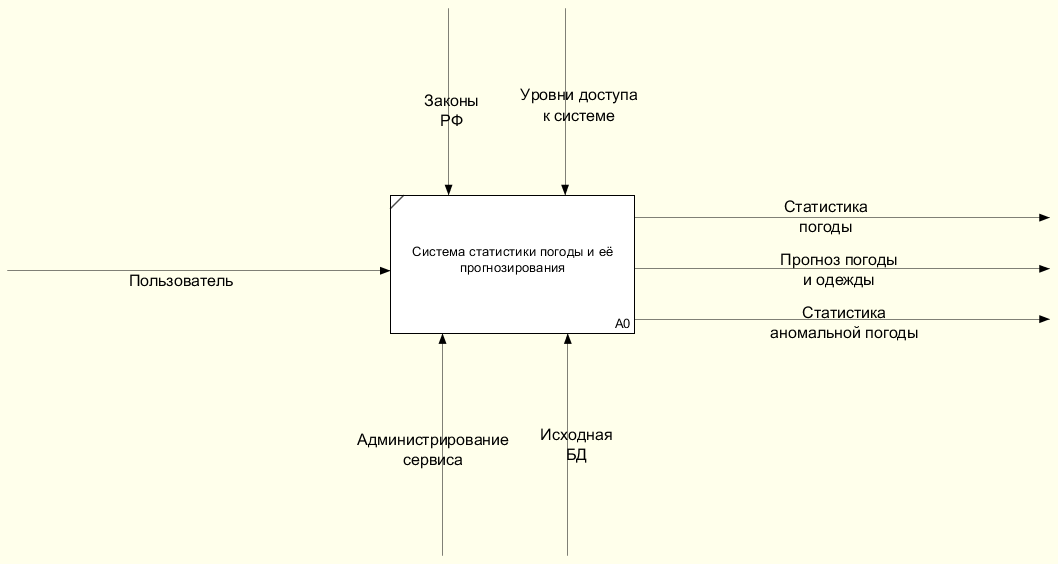 Законы
РФ
Уровни доступа
к системе
Статистика
погоды
Система статистики погоды и её
прогнозирования
Пользователь
Прогноз погоды
и одежды
Статистика
аномальной погоды
A0
Администрирование
сервиса
Исходная
БД